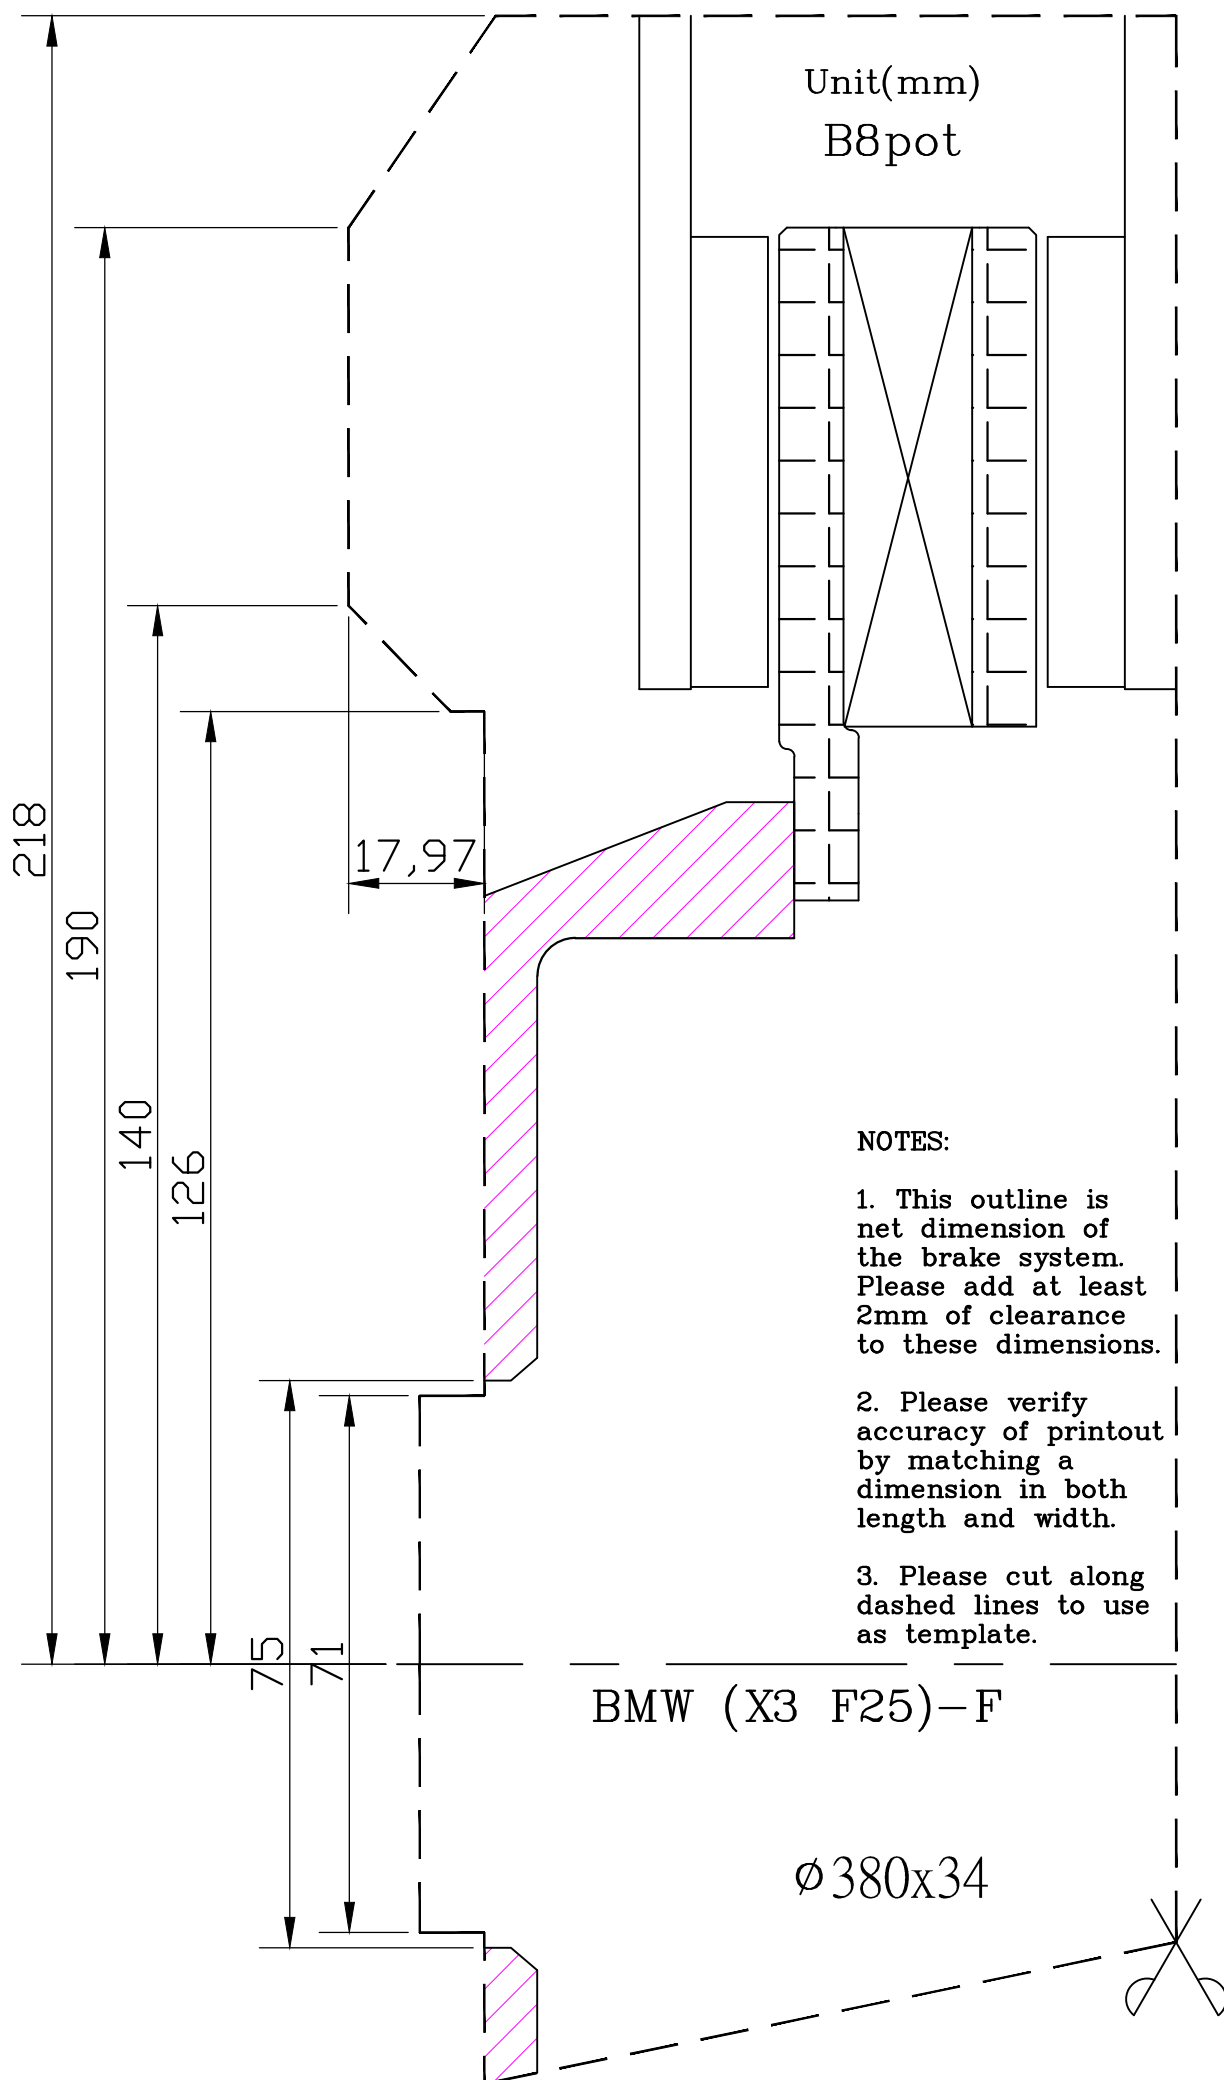 Unit(mm)
B8pot
218
190
140
126
17,97
75
71
NOTES:
1. This outline is
net dimension of
the brake system.
Please add at least
2mm of clearance
to these dimensions.
2. Please verify
accuracy of printout
by matching a
dimension in both
length and width.
3. Please cut along
dashed lines to use
as template.
BMW (X3 F25)-F
Ø380x34